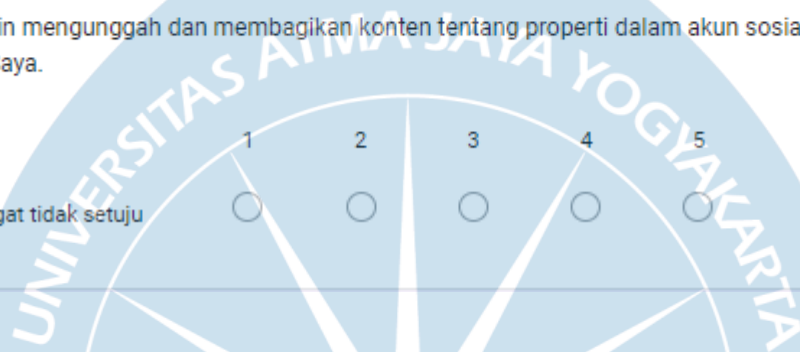 in mengunggah dan membagikan konten tentang properti dalam akun sosia
aya.
UNIVERSITAS ATMA JAYA YOGYAKARTA
1 2 3 4 5
gat tidak setuju